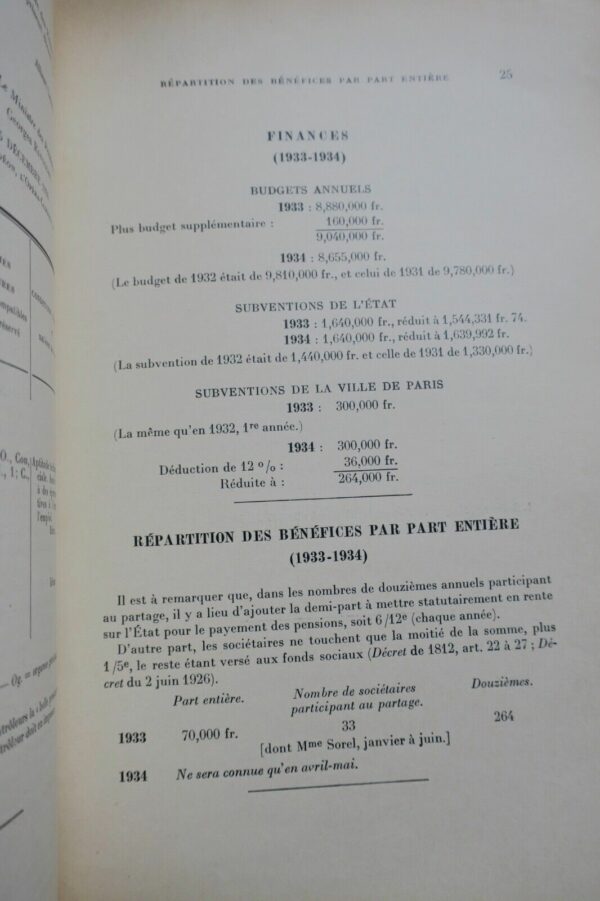 RÉPARTITION DES BÉNÉFICES PAR PART ENTIÈRE 25
FINANCES
(1933-1934)
BUDGETS ANNUELS
1933 : 8,880,000 fr.
Plus budget supplémentaire : 160,000 fr.
9,040,000 fr.
1934 : 8,655,000 fr.
(Le budget de 1932 était de 9,810,000 fr., et celui de 1931 de 9,780,000 fr.)
SUBVENTIONS DE L'ÉTAT
1933 : 1,640,000 fr., réduit à 1,544,331 fr. 74.
1934 : 1,640,000 fr., réduit à 1,639,992 fr.
(La subvention de 1932 était de 1,440,000 fr. et celle de 1931 de 1,330,000 fr.)
SUBVENTIONS DE LA VILLE DE PARIS
1933 : 300,000 fr.
(La même qu'en 1932, 1re année.)
1934 : 300,000 fr.
Déduction de 12 % : 36,000 fr.
Réduite à : 264,000 fr.
RÉPARTITION DES BÉNÉFICES PAR PART ENTIÈRE
(1933-1934)
Il est à remarquer que, dans les nombres de douzièmes annuels participant
au partage, il y a lieu d'ajouter la demi-part à mettre statutairement en rente
sur l'État pour le payement des pensions, soit 6/12e (chaque année).
D'autre part, les sociétaires ne touchent que la moitié de la somme, plus
1/5e, le reste étant versé aux fonds sociaux (Décret de 1812, art. 22 à 27 ; Dé-
cret du 2 juin 1926).
Part entière. Nombre de sociétaires Douzièmes.
participant au partage.
1933 70,000 fr. 33 264
[dont Mme Sorel, janvier à juin.]
1934 Ne sera connue qu'en avril-mai.